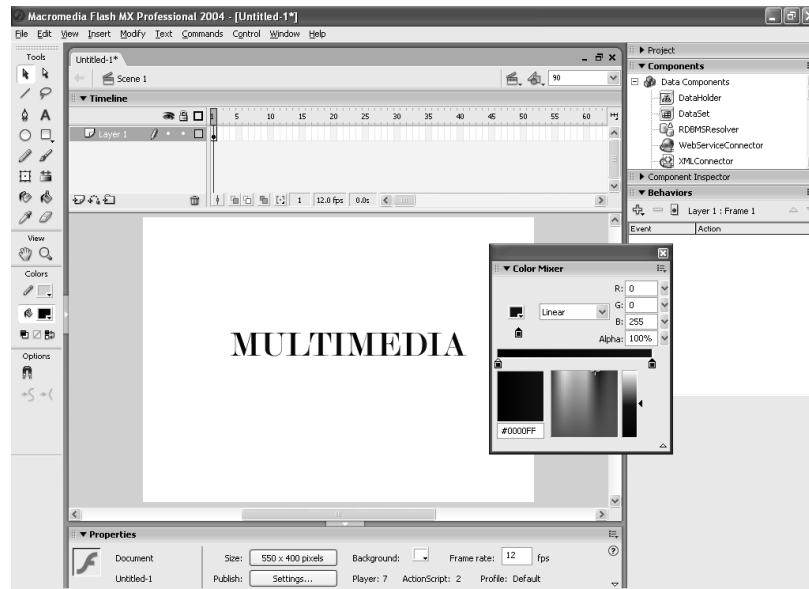 Macromedia Flash MX Professional 2004 - [Untitled-1*]
File Edit View Insert Modify Text Commands Control Window Help
Tools
View
Colors
Options
Untitled-1*
Scene 1
90
Timeline
1 5 10 15 20 25 30 35 40 45 50 55 60
Layer 1
1 12.0 fps 0.0s
MULTIMEDIA
Color Mixer
Linear
R: 0
G: 0
B: 255
Alpha: 100%
#0000FF
Project
Components
Data Components
DataHolder
DataSet
RDBMSResolver
WebServiceConnector
XMLConnector
Component Inspector
Behaviors
Layer 1 : Frame 1
Event Action
Properties
Document
Untitled-1
Size: 550 x 400 pixels Background: Frame rate: 12 fps
Publish: Settings... Player: 7 ActionScript: 2 Profile: Default